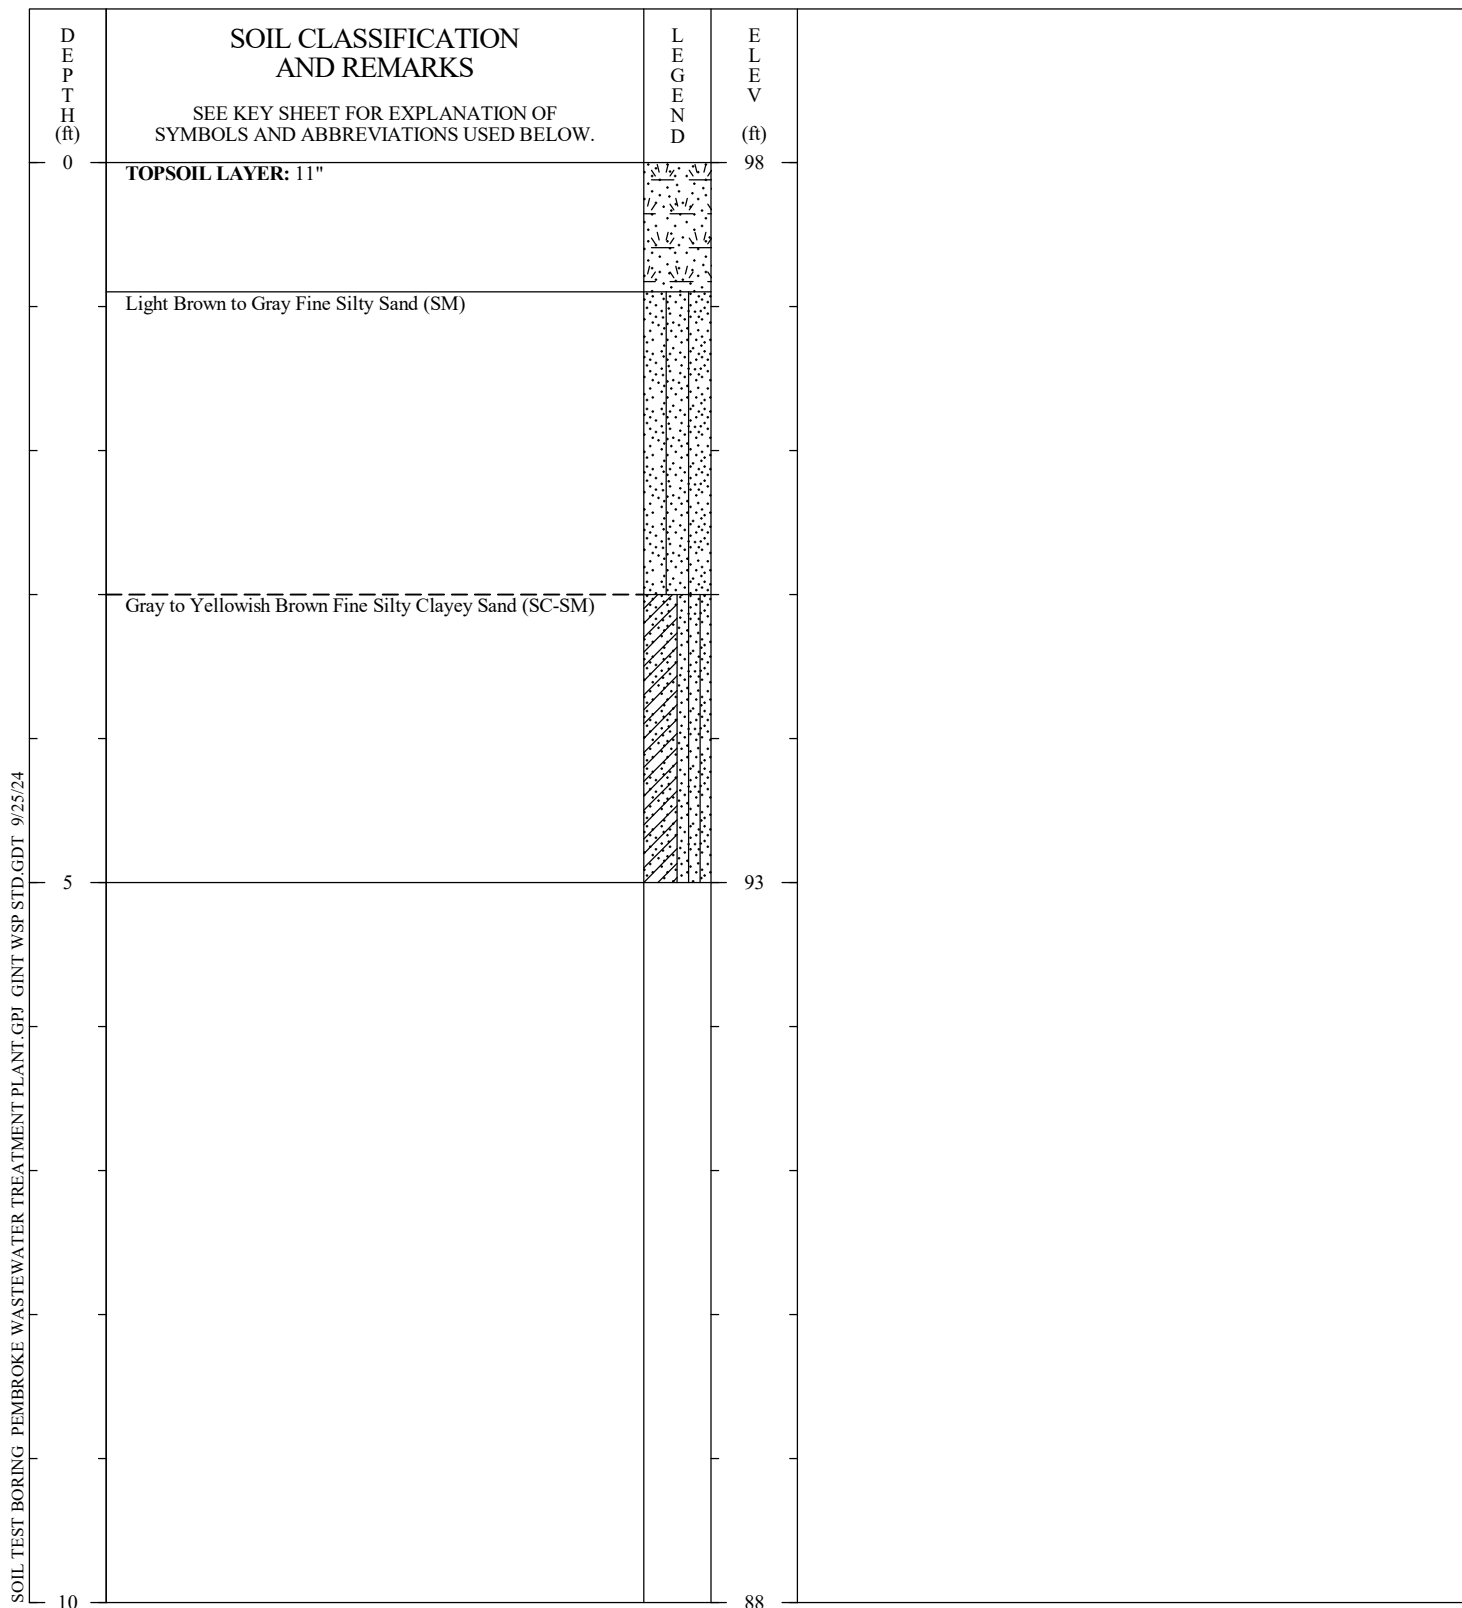 DEPTH
(ft)
SOIL CLASSIFICATION
AND REMARKS
SEE KEY SHEET FOR EXPLANATION OF
SYMBOLS AND ABBREVIATIONS USED BELOW.
LEGEND
ELEV
(ft)
0
TOPSOIL LAYER: 11"
98
Light Brown to Gray Fine Silty Sand (SM)
Gray to Yellowish Brown Fine Silty Clayey Sand (SC-SM)
5
93
10
88
SOIL TEST BORING PEMBROKE WASTEWATER TREATMENT PLANT.GPJ GINT WSP STD.GDT 9/25/24